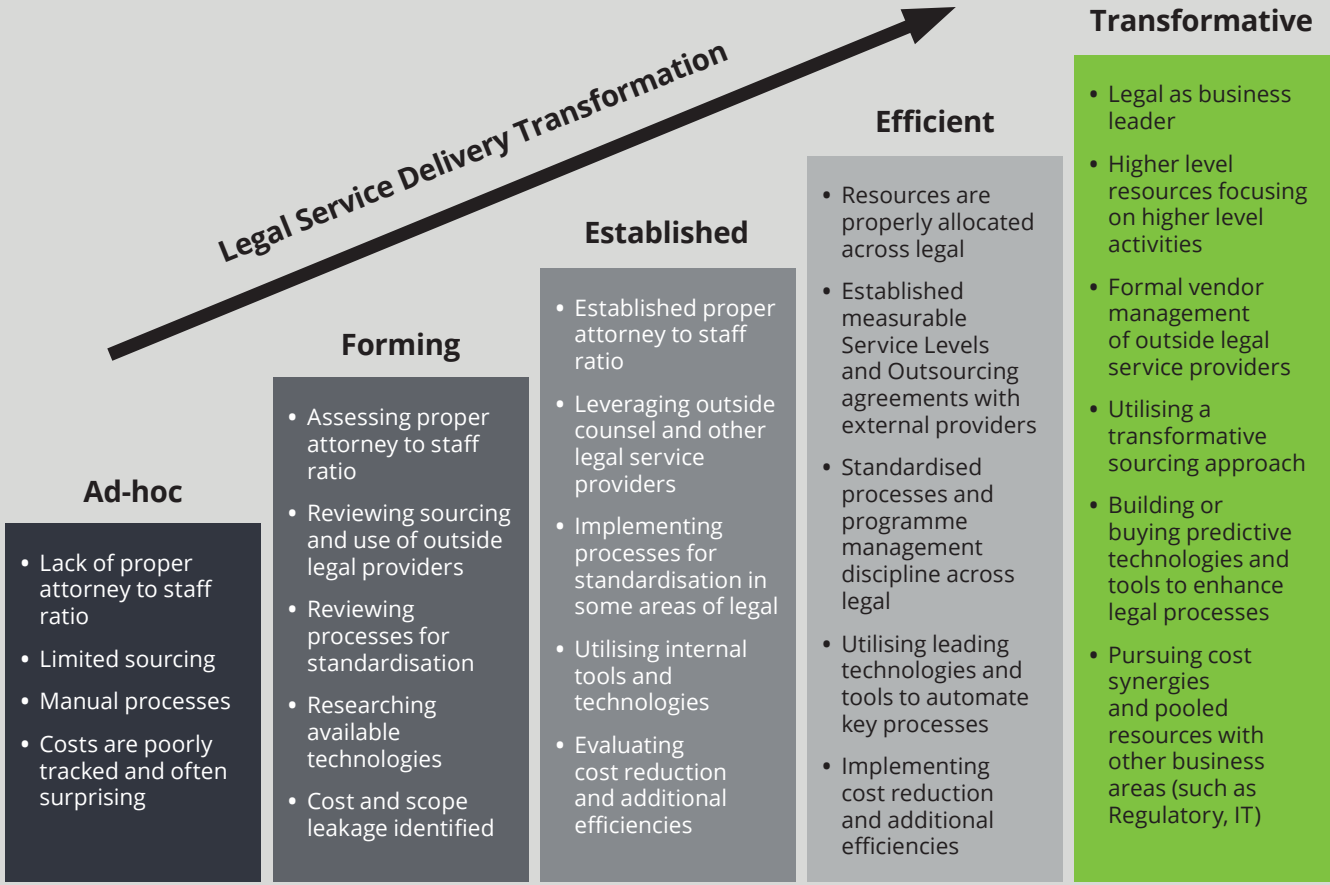 Legal Service Delivery Transformation
Ad-hoc
• Lack of proper
attorney to staff
ratio
• Limited sourcing
• Manual processes
• Costs are poorly
tracked and often
surprising
Forming
• Assessing proper
attorney to staff
ratio
• Reviewing sourcing
and use of outside
legal providers
• Reviewing
processes for
standardisation
• Researching
available
technologies
• Cost and scope
leakage identified
Established
• Established proper
attorney to staff
ratio
• Leveraging outside
counsel and other
legal service
providers
• Implementing
processes for
standardisation in
some areas of legal
• Utilising internal
tools and
technologies
• Evaluating
cost reduction
and additional
efficiencies
Efficient
• Resources are
properly allocated
across legal
• Established
measurable
Service Levels
and Outsourcing
agreements with
external providers
• Standardised
processes and
programme
management
discipline across
legal
• Utilising leading
technologies and
tools to automate
key processes
• Implementing
cost reduction
and additional
efficiencies
Transformative
• Legal as business
leader
• Higher level
resources focusing
on higher level
activities
• Formal vendor
management
of outside legal
service providers
• Utilising a
transformative
sourcing approach
• Building or
buying predictive
technologies and
tools to enhance
legal processes
• Pursuing cost
synergies
and pooled
resources with
other business
areas (such as
Regulatory, IT)